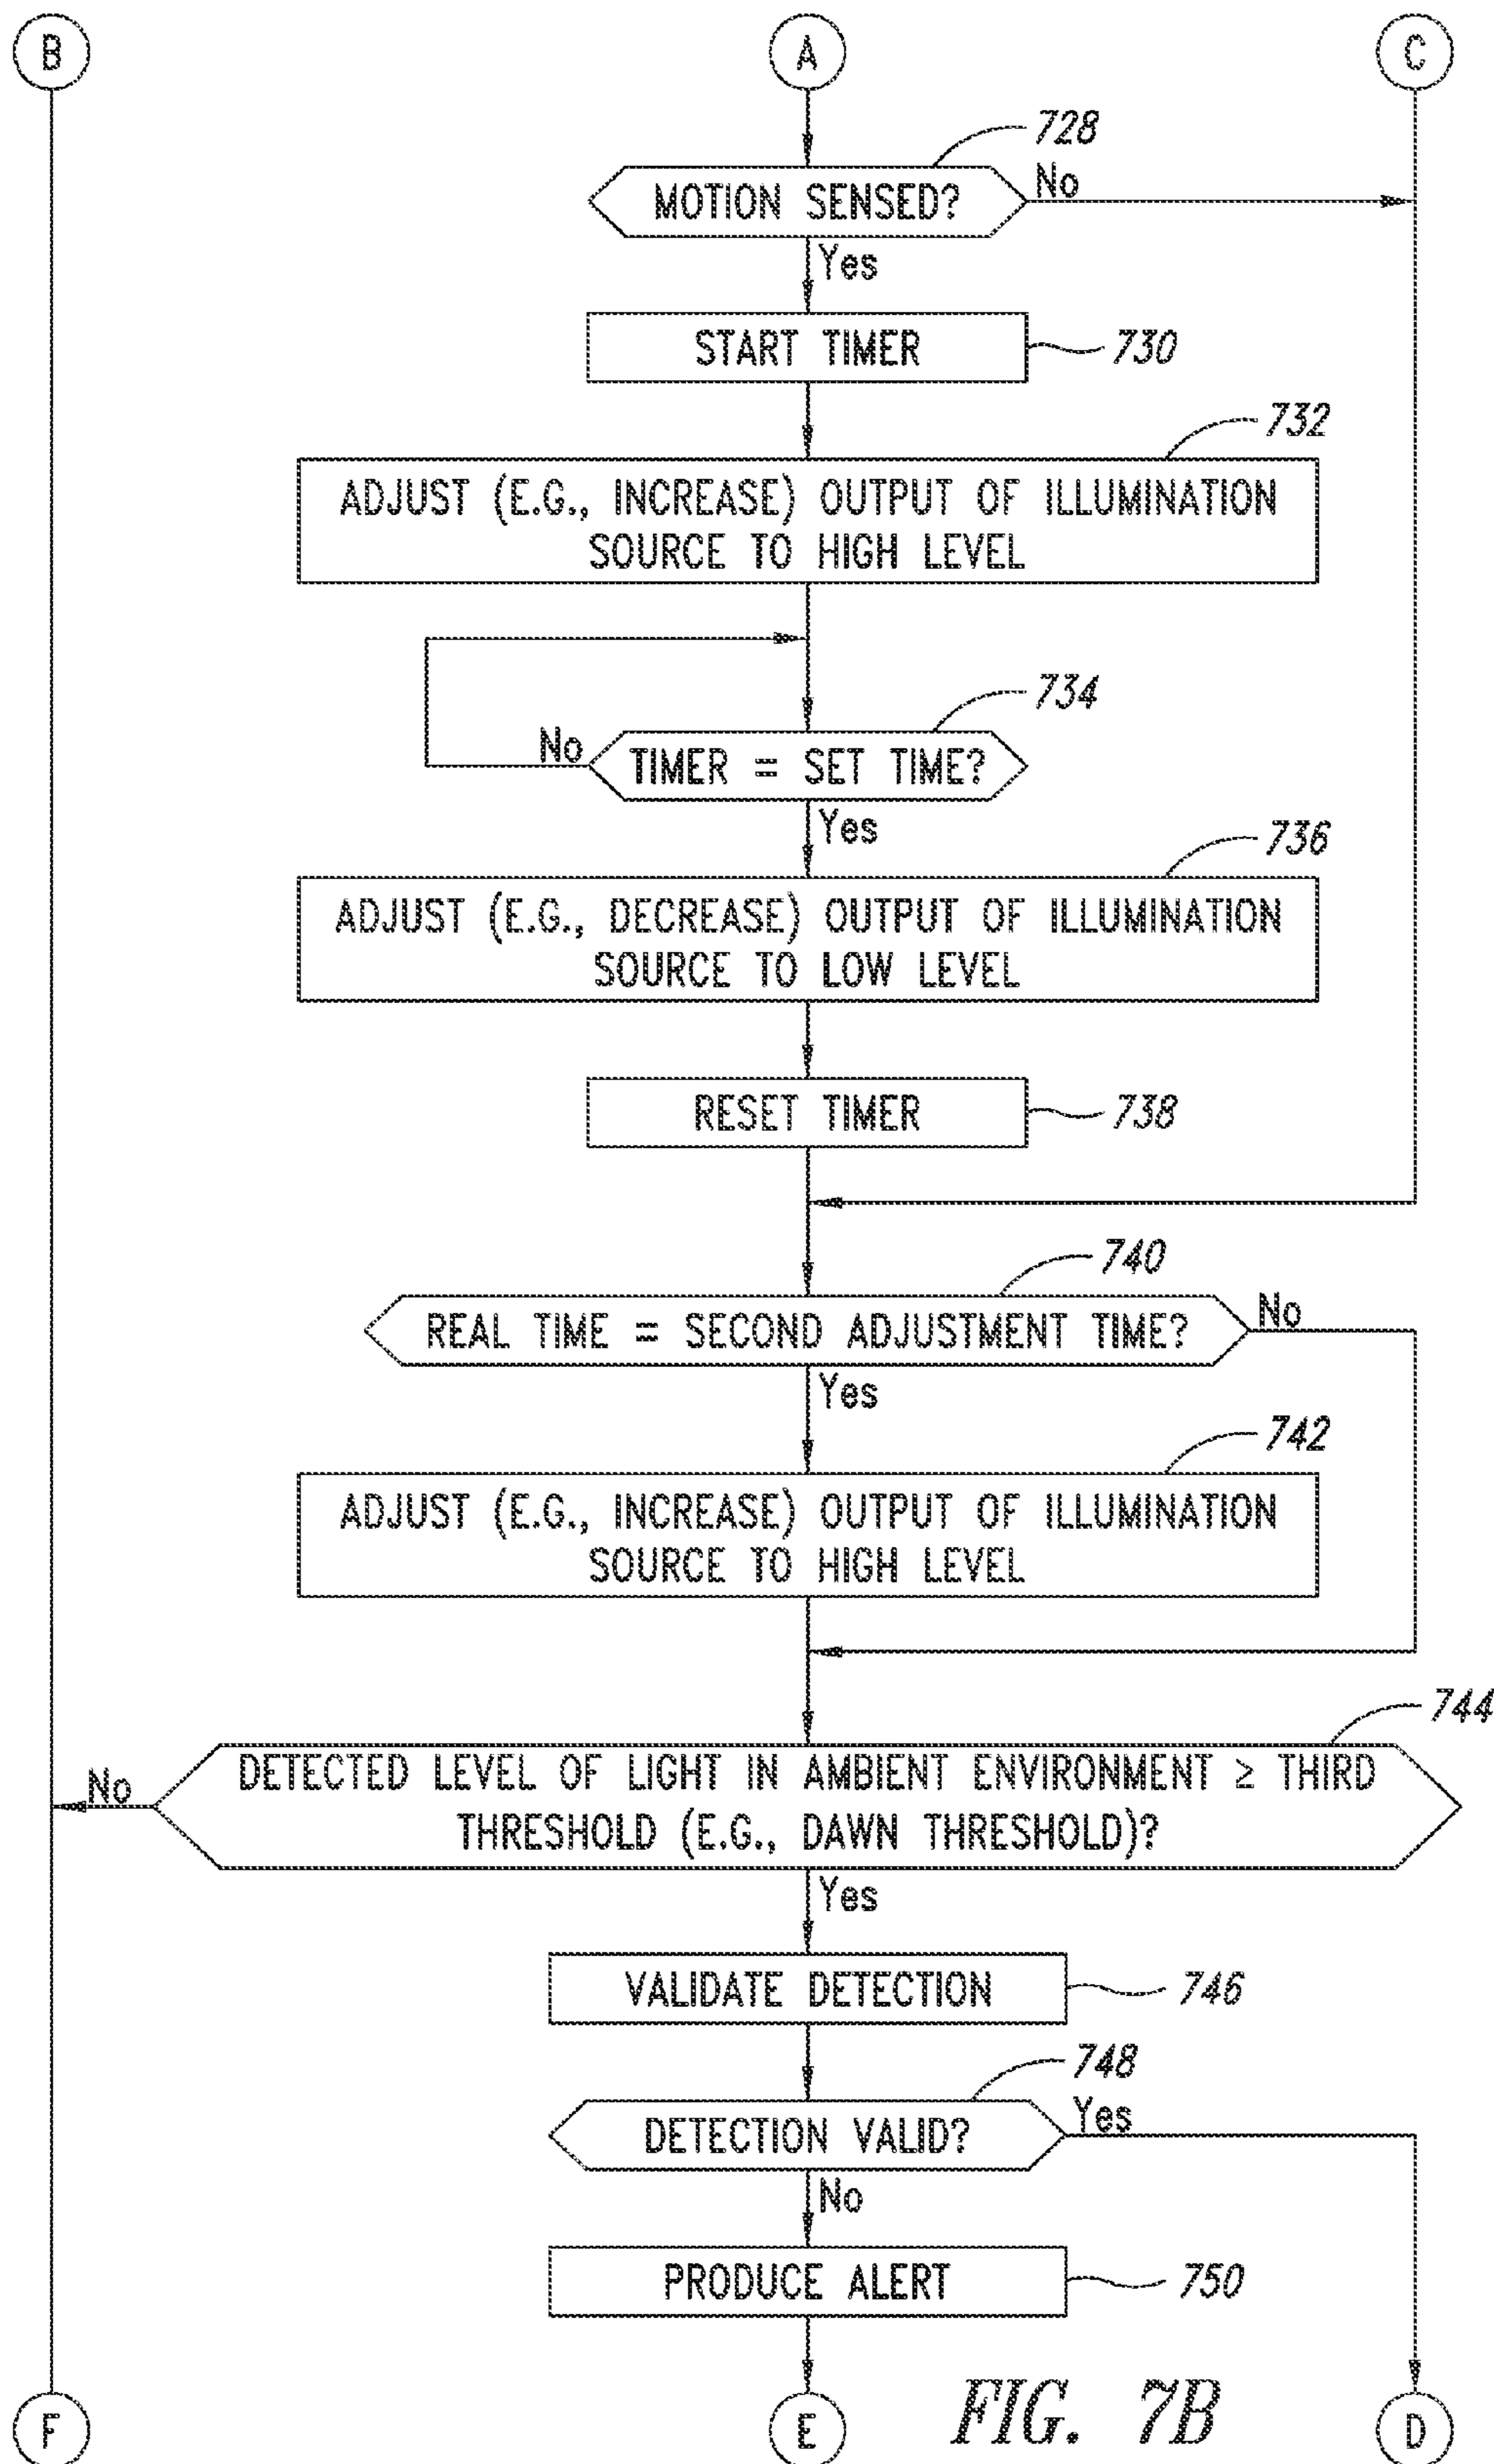 B
A
C
728
MOTION SENSED?
No
Yes
START TIMER
730
732
ADJUST (E.G., INCREASE) OUTPUT OF ILLUMINATION
SOURCE TO HIGH LEVEL
734
No
TIMER = SET TIME?
Yes
736
ADJUST (E.G., DECREASE) OUTPUT OF ILLUMINATION
SOURCE TO LOW LEVEL
RESET TIMER
738
740
REAL TIME = SECOND ADJUSTMENT TIME?
No
Yes
742
ADJUST (E.G., INCREASE) OUTPUT OF ILLUMINATION
SOURCE TO HIGH LEVEL
744
No
DETECTED LEVEL OF LIGHT IN AMBIENT ENVIRONMENT ≥ THIRD
THRESHOLD (E.G., DAWN THRESHOLD)?
Yes
VALIDATE DETECTION
746
748
DETECTION VALID?
Yes
No
PRODUCE ALERT
750
F
E
FIG. 7B
D